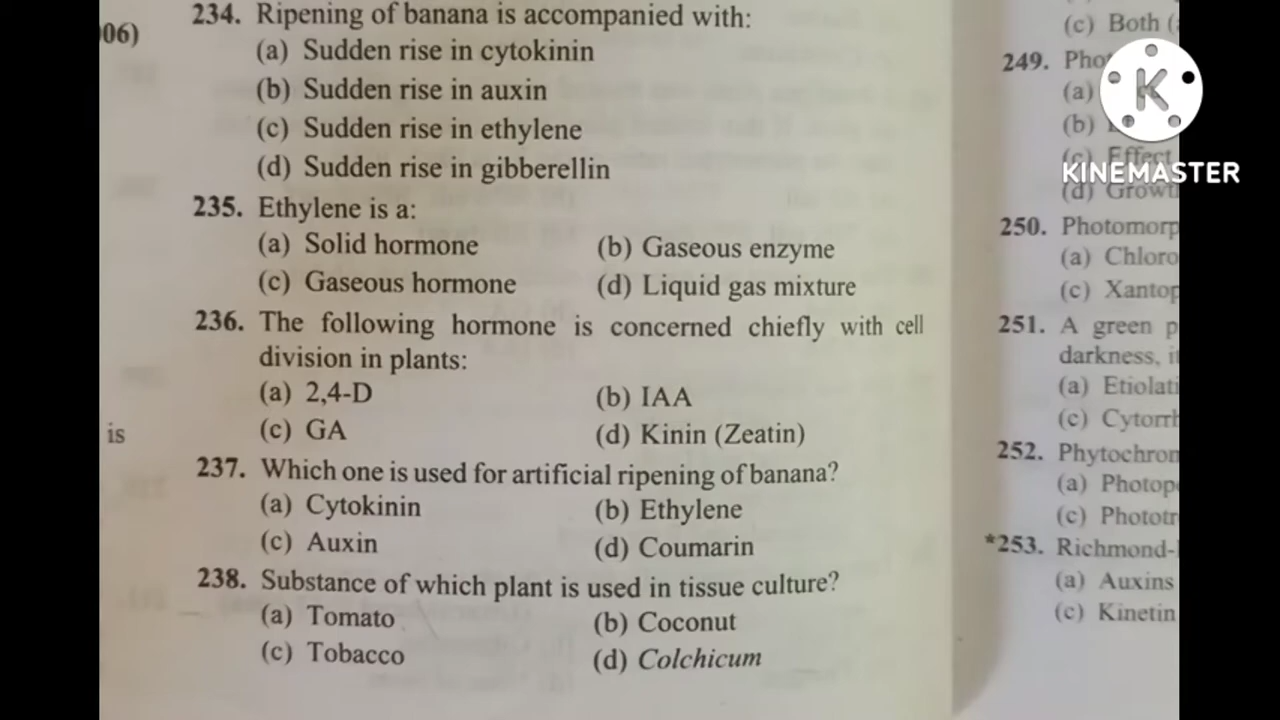 06)
is
234. Ripening of banana is accompanied with:
(a) Sudden rise in cytokinin
(b) Sudden rise in auxin
(c) Sudden rise in ethylene
(d) Sudden rise in gibberellin
235. Ethylene is a:
(a) Solid hormone (b) Gaseous enzyme
(c) Gaseous hormone (d) Liquid gas mixture
236. The following hormone is concerned chiefly with cell
division in plants:
(a) 2,4-D (b) IAA
(c) GA (d) Kinin (Zeatin)
237. Which one is used for artificial ripening of banana?
(a) Cytokinin (b) Ethylene
(c) Auxin (d) Coumarin
238. Substance of which plant is used in tissue culture?
(a) Tomato (b) Coconut
(c) Tobacco (d) Colchicum
(c) Both
249.
(a)
(b)
(c) Effect
(d)
250.
(a)
(c)
251. A green
darkness,
(a)
(c)
252.
(a)
(c)
*253. Richmond-
(a) Auxins
(c) Kinetin
K
KINEMASTER